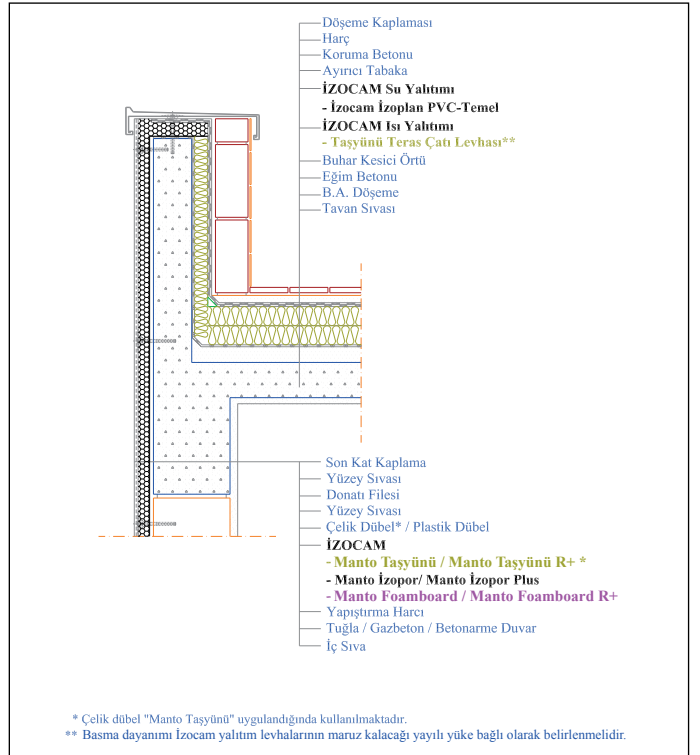 Döşeme Kaplaması
Harç
Koruma Betonu
Ayırıcı Tabaka
İZOCAM Su Yalıtımı
- İzocam İzoplan PVC-Temel
İZOCAM Isı Yalıtımı
- Taşyünü Teras Çatı Levhası**
Buhar Kesici Örtü
Eğim Betonu
B.A. Döşeme
Tavan Sıvası
Son Kat Kaplama
Yüzey Sıvası
Donatı Filesi
Yüzey Sıvası
Çelik Dübel* / Plastik Dübel
İZOCAM
- Manto Taşyünü / Manto Taşyünü R+ *
- Manto İzopor/ Manto İzopor Plus
- Manto Foamboard / Manto Foamboard R+
Yapıştırma Harcı
Tuğla / Gazbeton / Betonarme Duvar
İç Sıva
* Çelik dübel "Manto Taşyünü" uygulandığında kullanılmaktadır.
** Basma dayanımı İzocam yalıtım levhalarının maruz kalacağı yayılı yüke bağlı olarak belirlenmelidir.